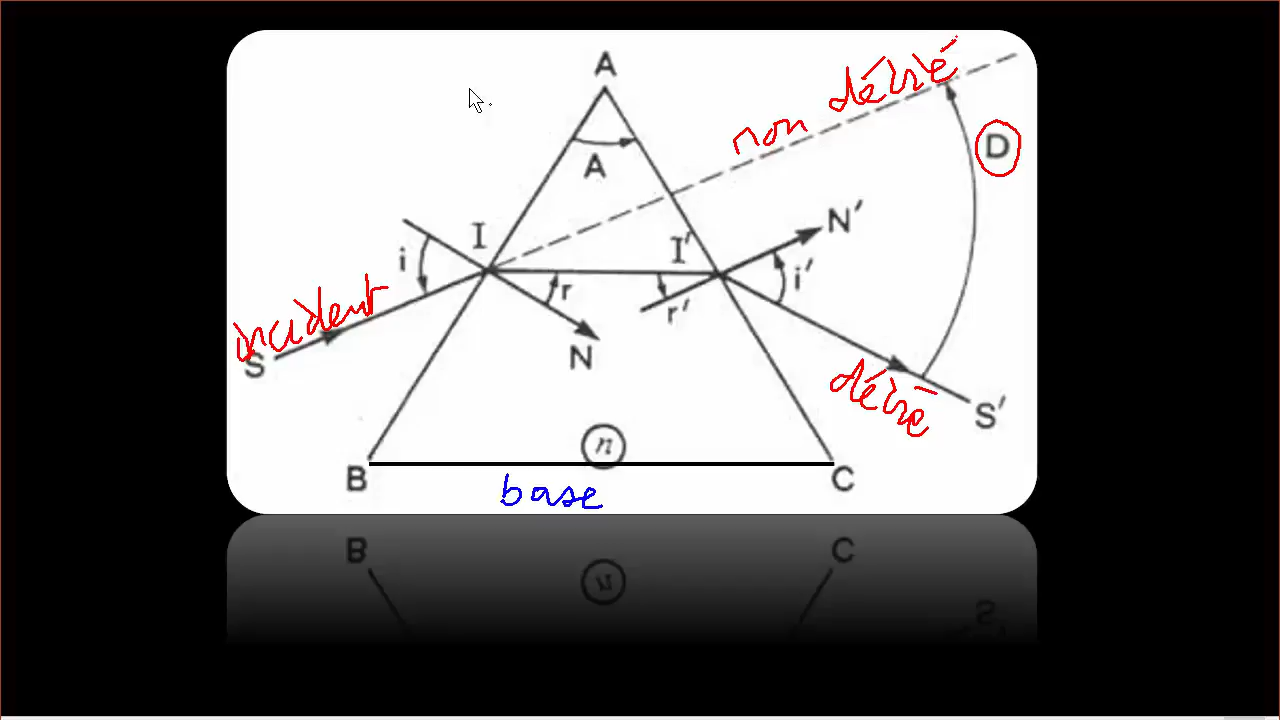 A
non dévié
D
A
N'
I
I'
i
i'
r
r'
incident
S
N
dévié
S'
n
B
C
base
B
C
n
S'